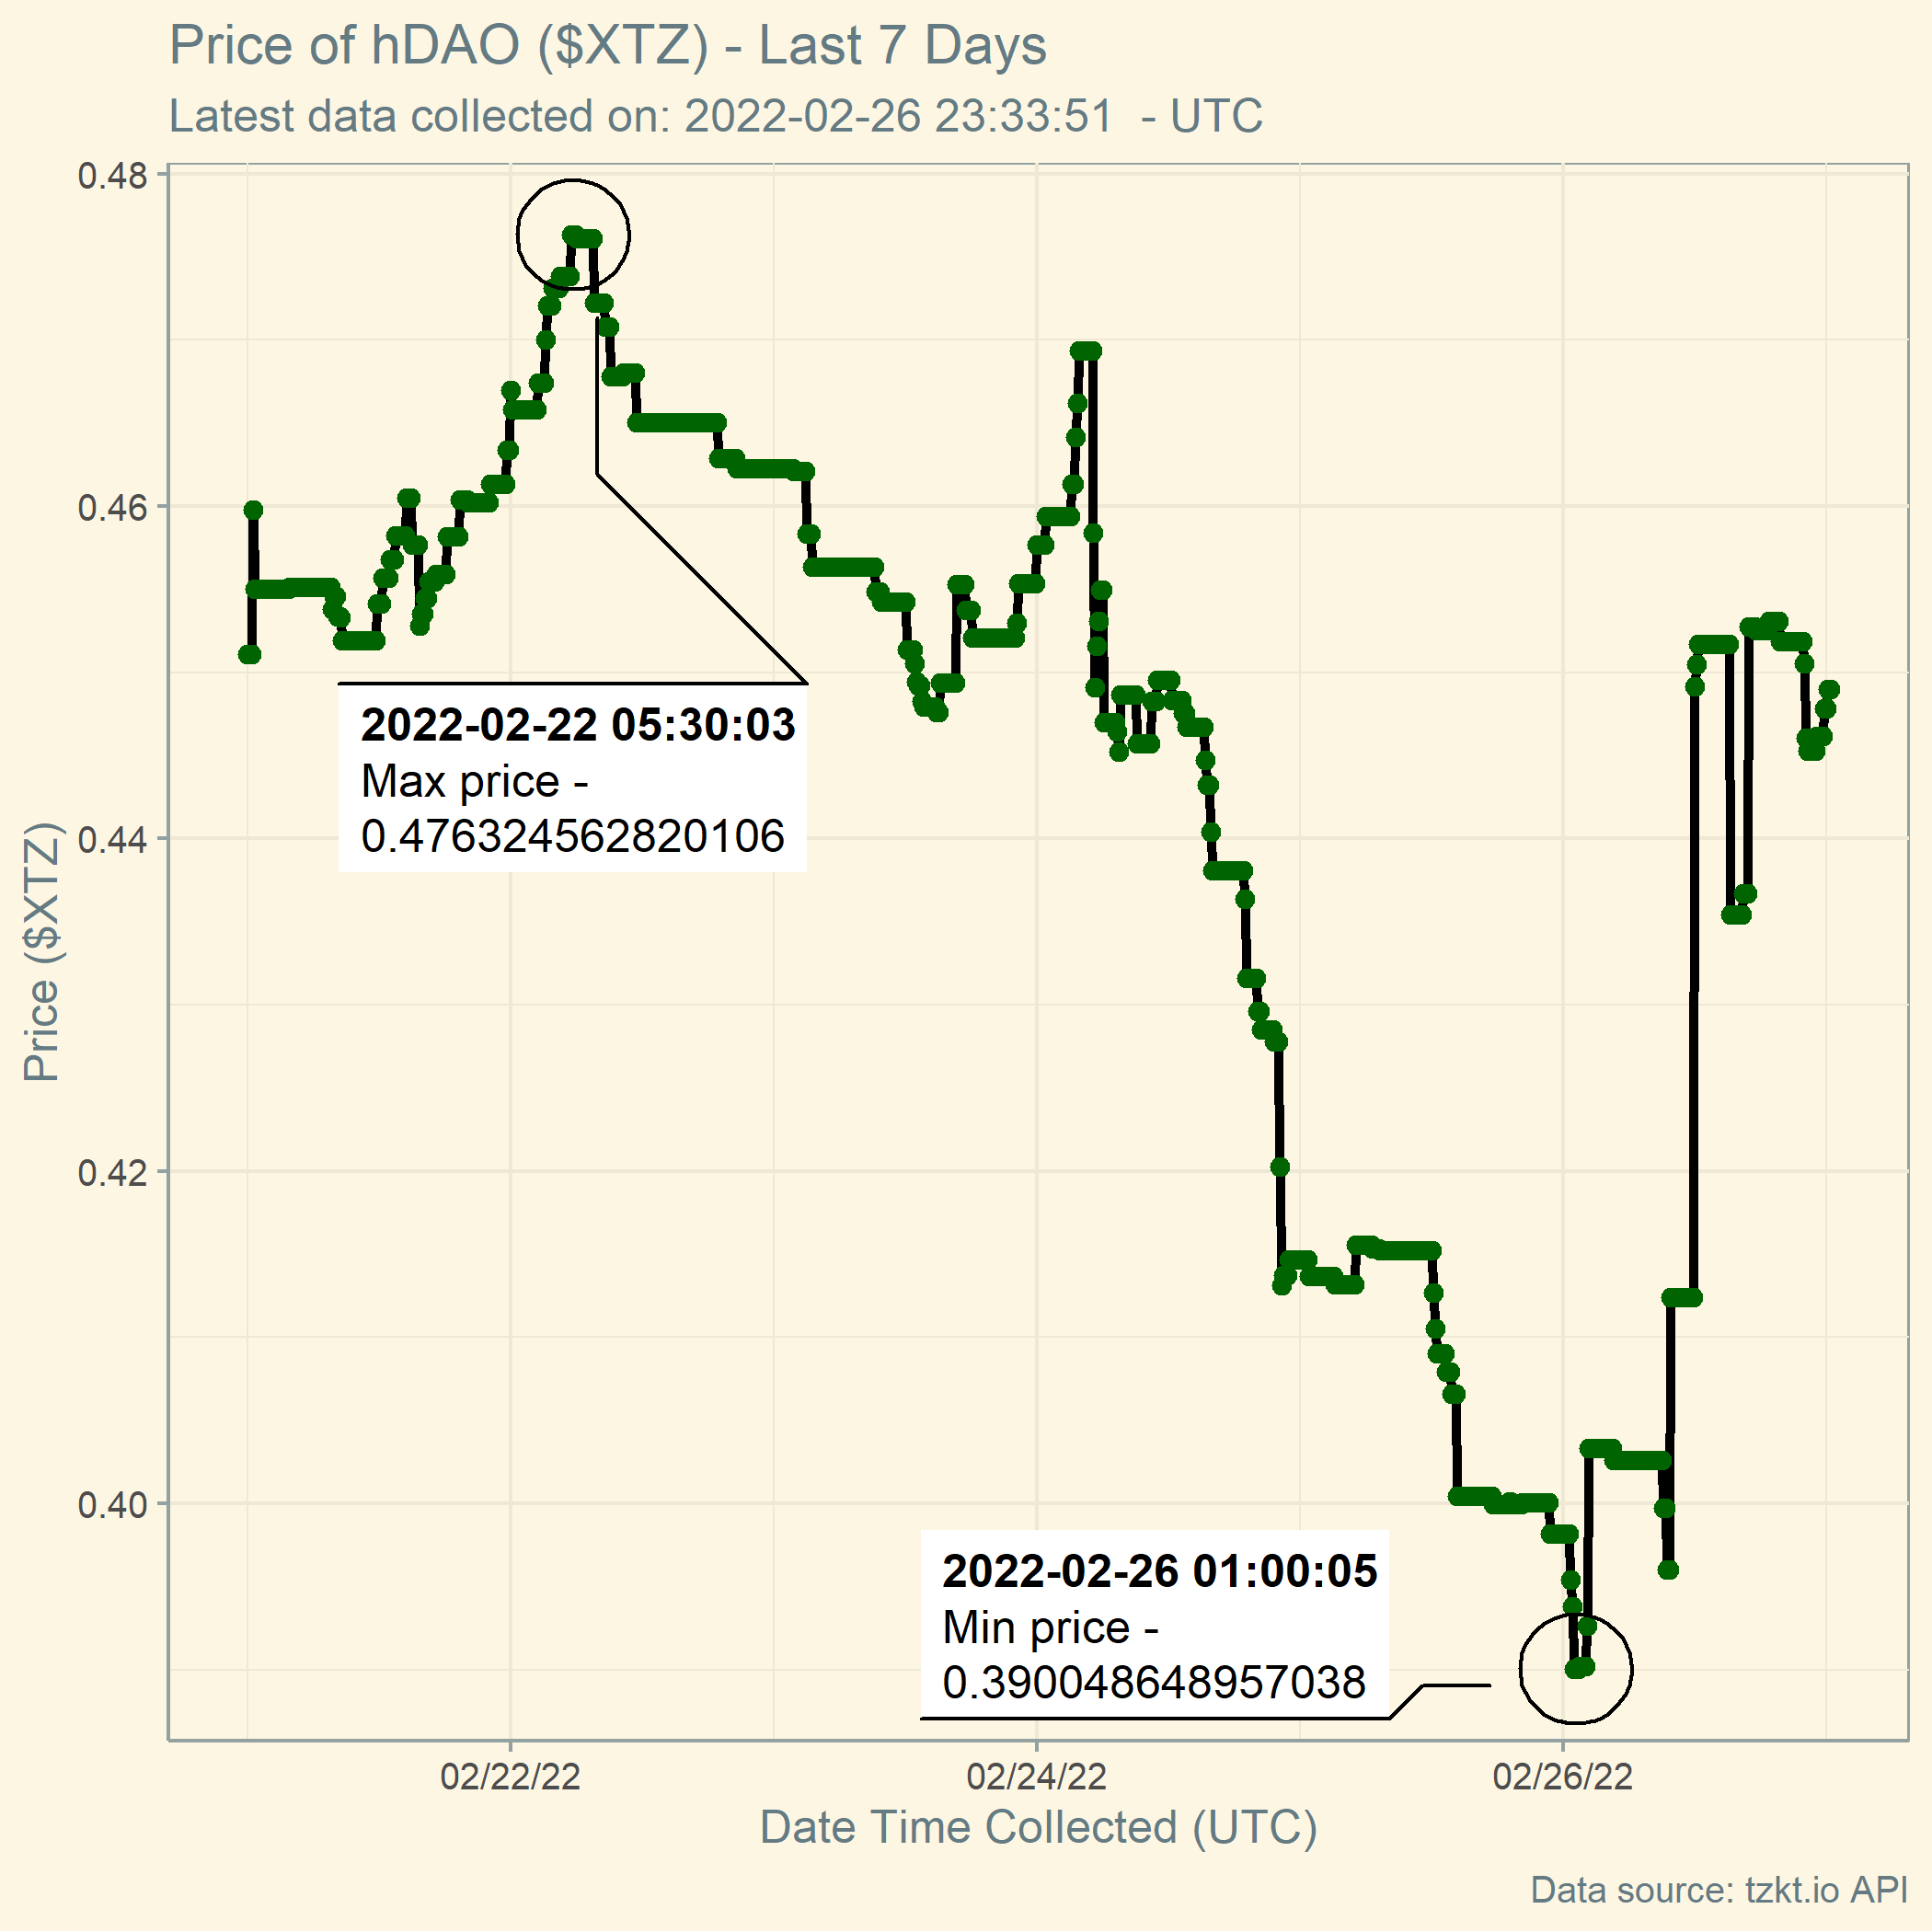 Price of hDAO ($XTZ) - Last 7 Days
Latest data collected on: 2022-02-26 23:33:51  - UTC
0.48
0.46
0.44
0.42
0.40
Price ($XTZ)
2022-02-22 05:30:03
Max price -
0.476324562820106
2022-02-26 01:00:05
Min price -
0.390048648957038
02/22/22
02/24/22
02/26/22
Date Time Collected (UTC)
Data source: tzkt.io API